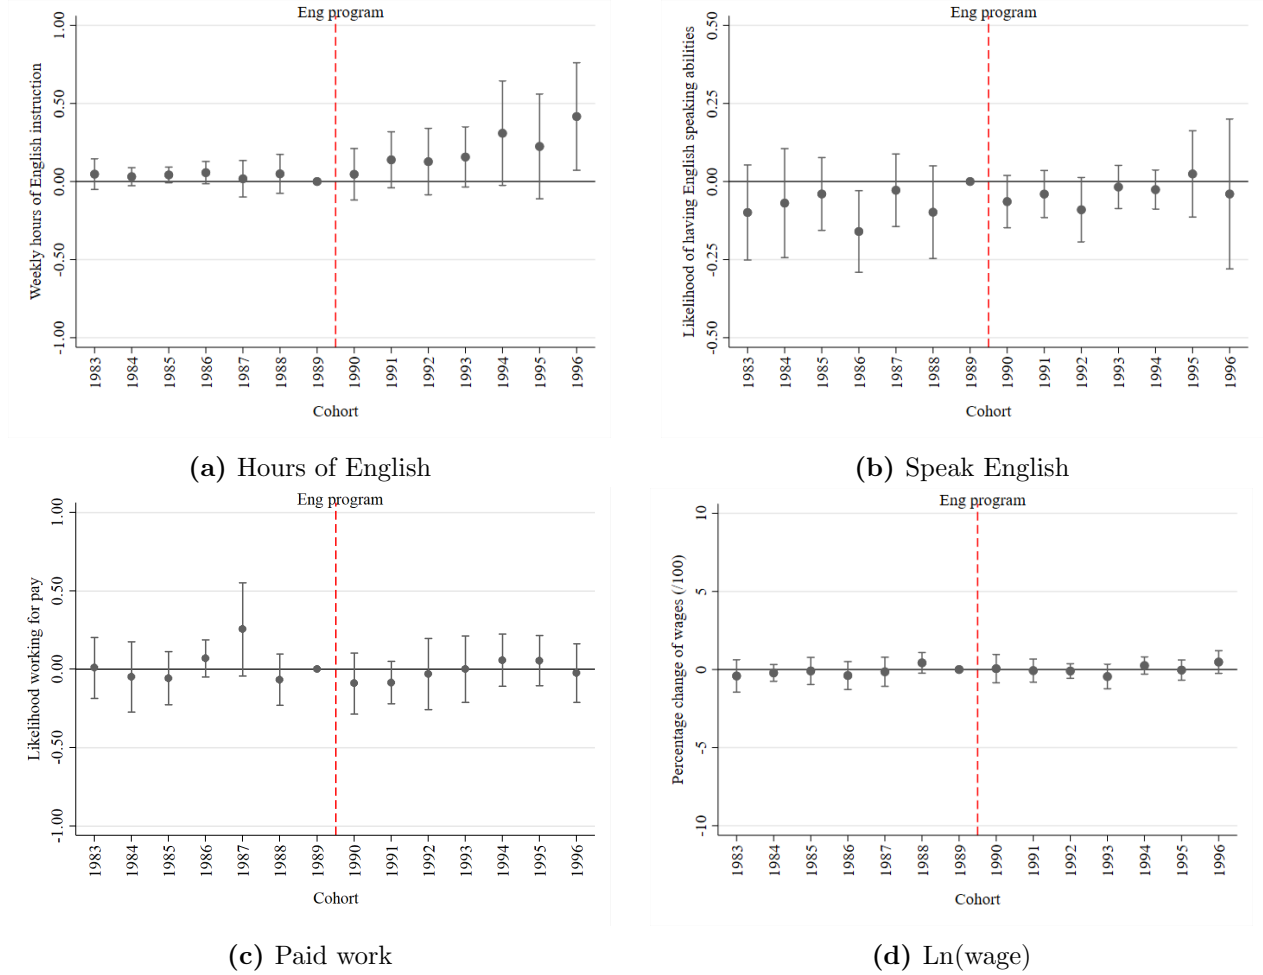 Eng program
Weekly hours of English instruction
1.00
0.50
0.00
-0.50
-1.00
1983 1984 1985 1986 1987 1988 1989 1990 1991 1992 1993 1994 1995 1996
Cohort
(a) Hours of English
Eng program
Likelihood of having English speaking abilities
0.50
0.25
0.00
-0.25
-0.50
1983 1984 1985 1986 1987 1988 1989 1990 1991 1992 1993 1994 1995 1996
Cohort
(b) Speak English
Eng program
Likelihood working for pay
1.00
0.50
0.00
-0.50
-1.00
1983 1984 1985 1986 1987 1988 1989 1990 1991 1992 1993 1994 1995 1996
Cohort
(c) Paid work
Eng program
Percentage change of wages (/100)
10
5
0
-5
-10
1983 1984 1985 1986 1987 1988 1989 1990 1991 1992 1993 1994 1995 1996
Cohort
(d) Ln(wage)